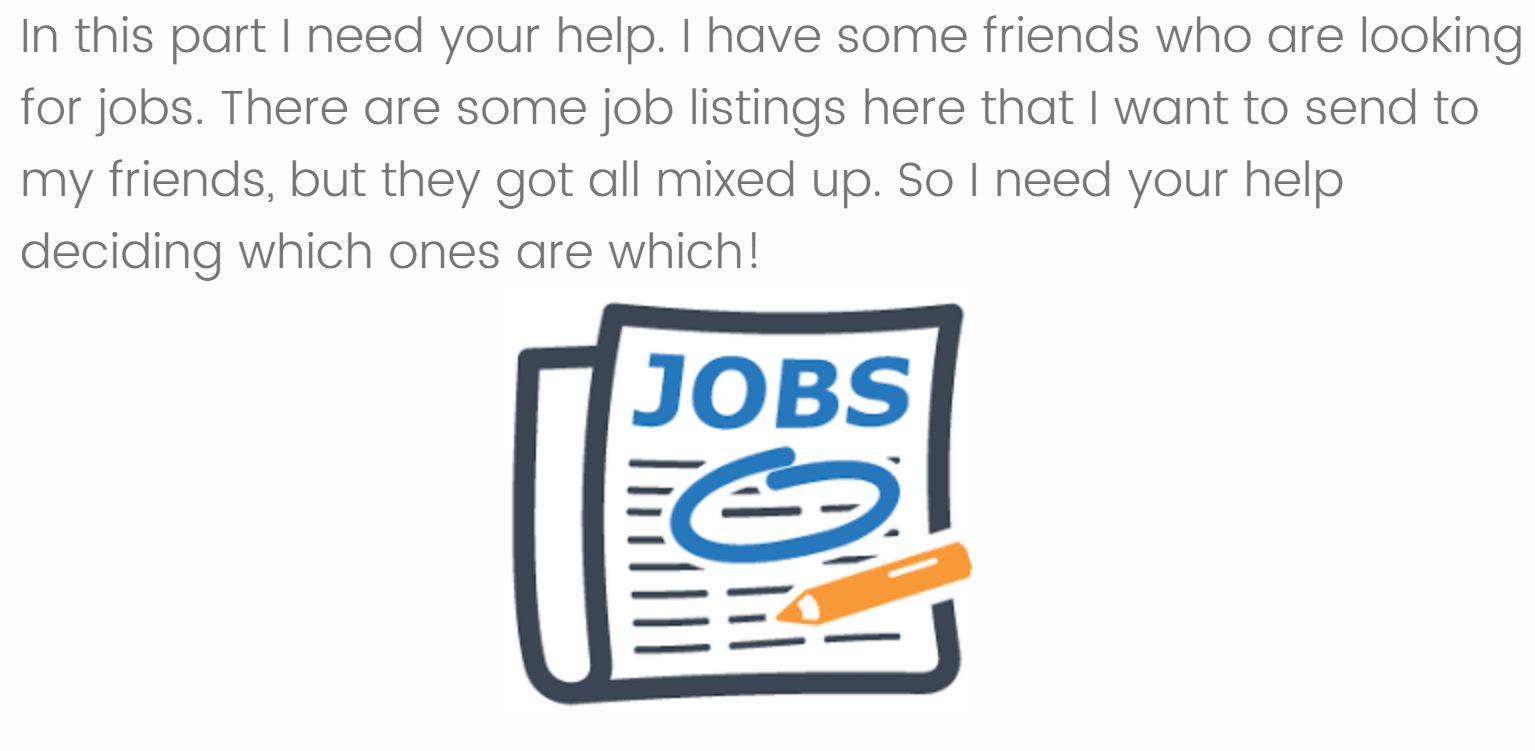 In this part I need your help. I have some friends who are looking
for jobs. There are some job listings here that I want to send to
my friends, but they got all mixed up. So I need your help
deciding which ones are which!
JOBS